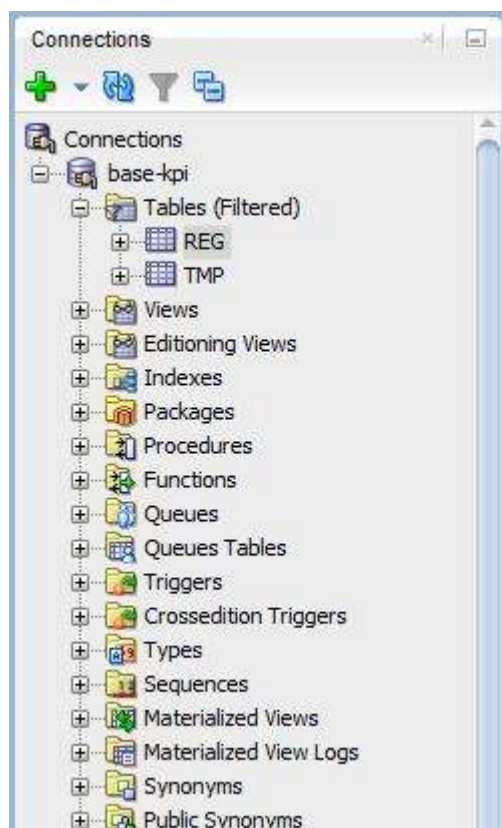 Connections
Connections
base-kpi
Tables (Filtered)
REG
TMP
Views
Editioning Views
Indexes
Packages
Procedures
Functions
Queues
Queues Tables
Triggers
Crossedition Triggers
Types
Sequences
Materialized Views
Materialized View Logs
Synonyms
Public Synonyms